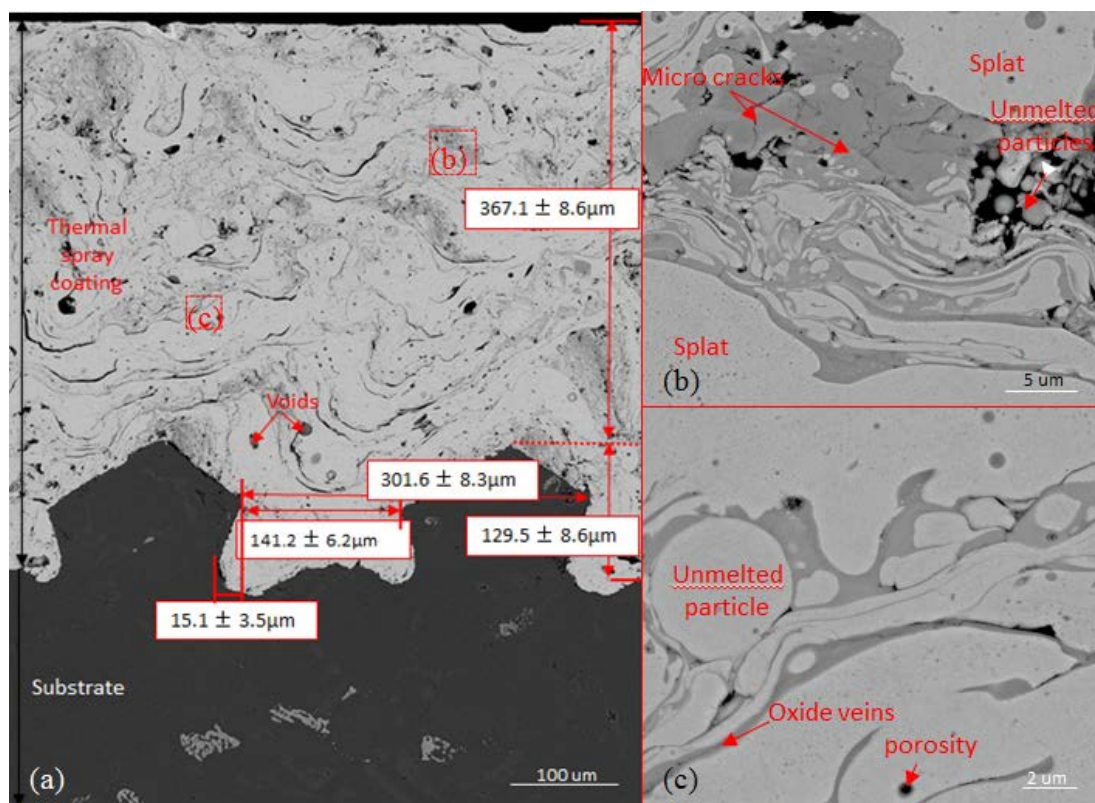 (b)
367.1 ± 8.6μm
Thermal
spray
coating
(c)
Voids
301.6 ± 8.3μm
141.2 ± 6.2μm
129.5 ± 8.6μm
15.1 ± 3.5μm
Substrate
(a)
100 um
Micro cracks
Splat
Unmelted
particles
Splat
(b)
5 um
Unmelted
particle
Oxide veins
porosity
(c)
2 um